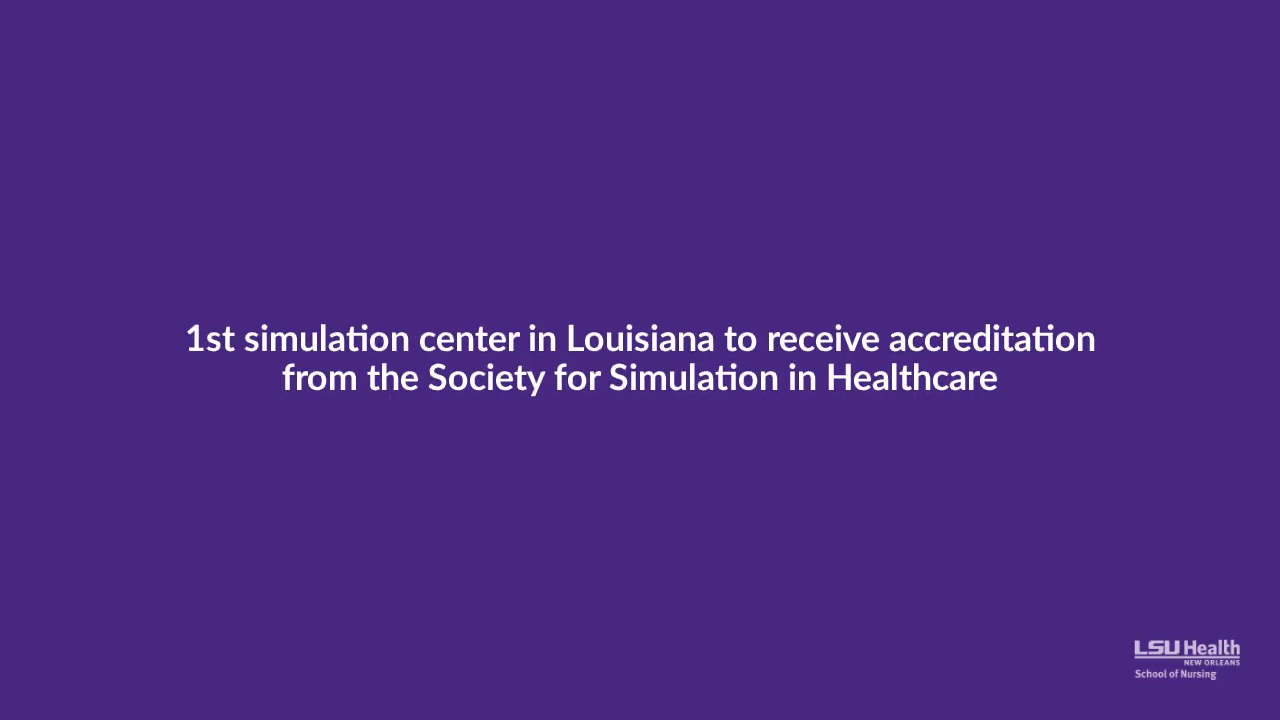 1st simulation center in Louisiana to receive accreditation
from the Society for Simulation in Healthcare
LSU Health
NEW ORLEANS
School of Nursing